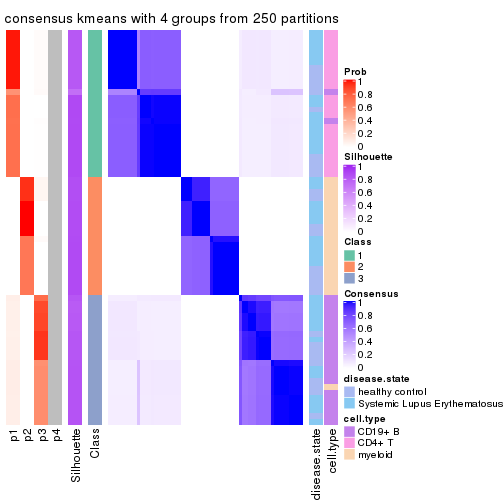 consensus kmeans with 4 groups from 250 partitions
Prob
1
0.8
0.6
0.4
0.2
0
Silhouette
1
0.8
0.6
0.4
0.2
0
Class
1
2
3
Consensus
1
0.8
0.6
0.4
0.2
0
disease.state
healthy control
Systemic Lupus Erythematosus
cell.type
CD19+ B
CD4+ T
myeloid
p1
p2
p3
p4
Silhouette
Class
disease.state
cell.type